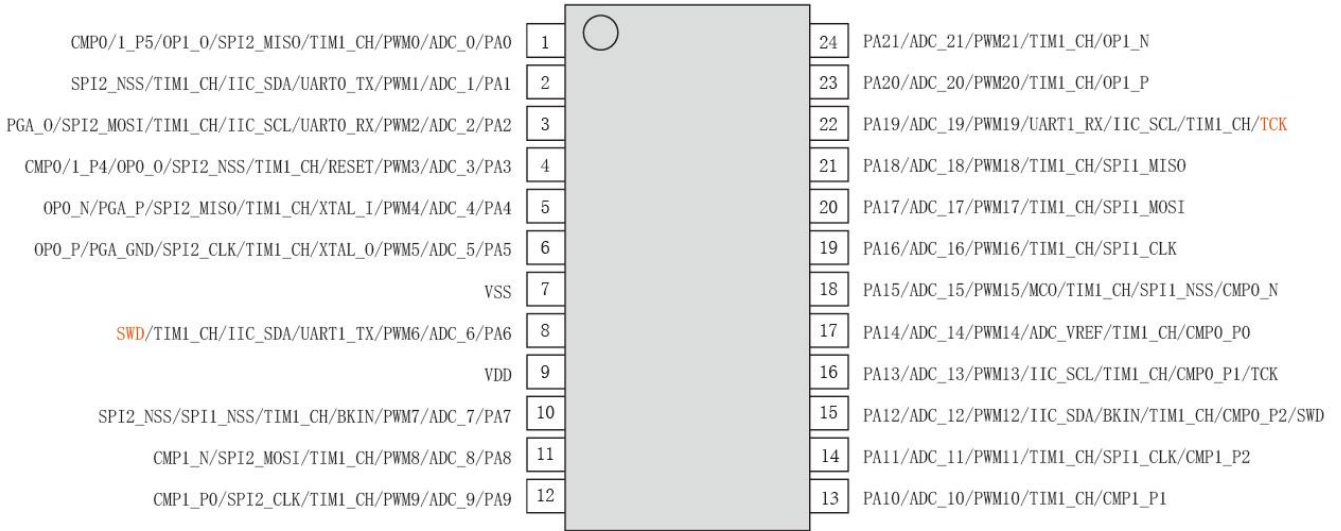 CMP0/1_P5/OP1_O/SPI2_MISO/TIM1_CH/PWM0/ADC_0/PA0 1 24 PA21/ADC_21/PWM21/TIM1_CH/OP1_N
SPI2_NSS/TIM1_CH/IIC_SDA/UART0_TX/PWM1/ADC_1/PA1 2 23 PA20/ADC_20/PWM20/TIM1_CH/OP1_P
PGA_O/SPI2_MOSI/TIM1_CH/IIC_SCL/UART0_RX/PWM2/ADC_2/PA2 3 22 PA19/ADC_19/PWM19/UART1_RX/IIC_SCL/TIM1_CH/TCK
CMP0/1_P4/OP0_O/SPI2_NSS/TIM1_CH/RESET/PWM3/ADC_3/PA3 4 21 PA18/ADC_18/PWM18/TIM1_CH/SPI1_MISO
OP0_N/PGA_P/SPI2_MISO/TIM1_CH/XTAL_I/PWM4/ADC_4/PA4 5 20 PA17/ADC_17/PWM17/TIM1_CH/SPI1_MOSI
OP0_P/PGA_GND/SPI2_CLK/TIM1_CH/XTAL_O/PWM5/ADC_5/PA5 6 19 PA16/ADC_16/PWM16/TIM1_CH/SPI1_CLK
VSS 7 18 PA15/ADC_15/PWM15/MCO/TIM1_CH/SPI1_NSS/CMP0_N
SWD/TIM1_CH/IIC_SDA/UART1_TX/PWM6/ADC_6/PA6 8 17 PA14/ADC_14/PWM14/ADC_VREF/TIM1_CH/CMP0_P0
VDD 9 16 PA13/ADC_13/PWM13/IIC_SCL/TIM1_CH/CMP0_P1/TCK
SPI2_NSS/SPI1_NSS/TIM1_CH/BKIN/PWM7/ADC_7/PA7 10 15 PA12/ADC_12/PWM12/IIC_SDA/BKIN/TIM1_CH/CMP0_P2/SWD
CMP1_N/SPI2_MOSI/TIM1_CH/PWM8/ADC_8/PA8 11 14 PA11/ADC_11/PWM11/TIM1_CH/SPI1_CLK/CMP1_P2
CMP1_P0/SPI2_CLK/TIM1_CH/PWM9/ADC_9/PA9 12 13 PA10/ADC_10/PWM10/TIM1_CH/CMP1_P1